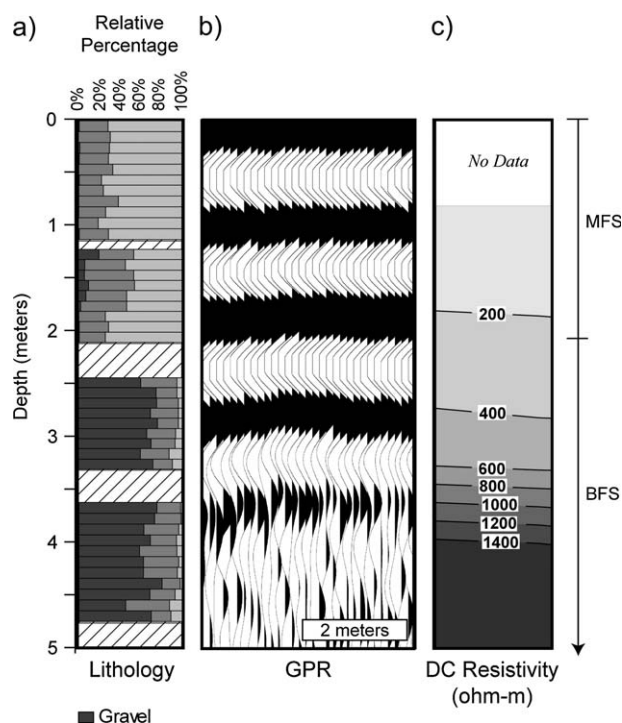 a)
Relative
Percentage
0%
20%
40%
60%
80%
100%
b)
c)
0
1
2
3
4
5
Depth (meters)
No Data
200
400
600
800
1000
1200
1400
MFS
BFS
2 meters
Lithology
GPR
DC Resistivity
(ohm-m)
Gravel